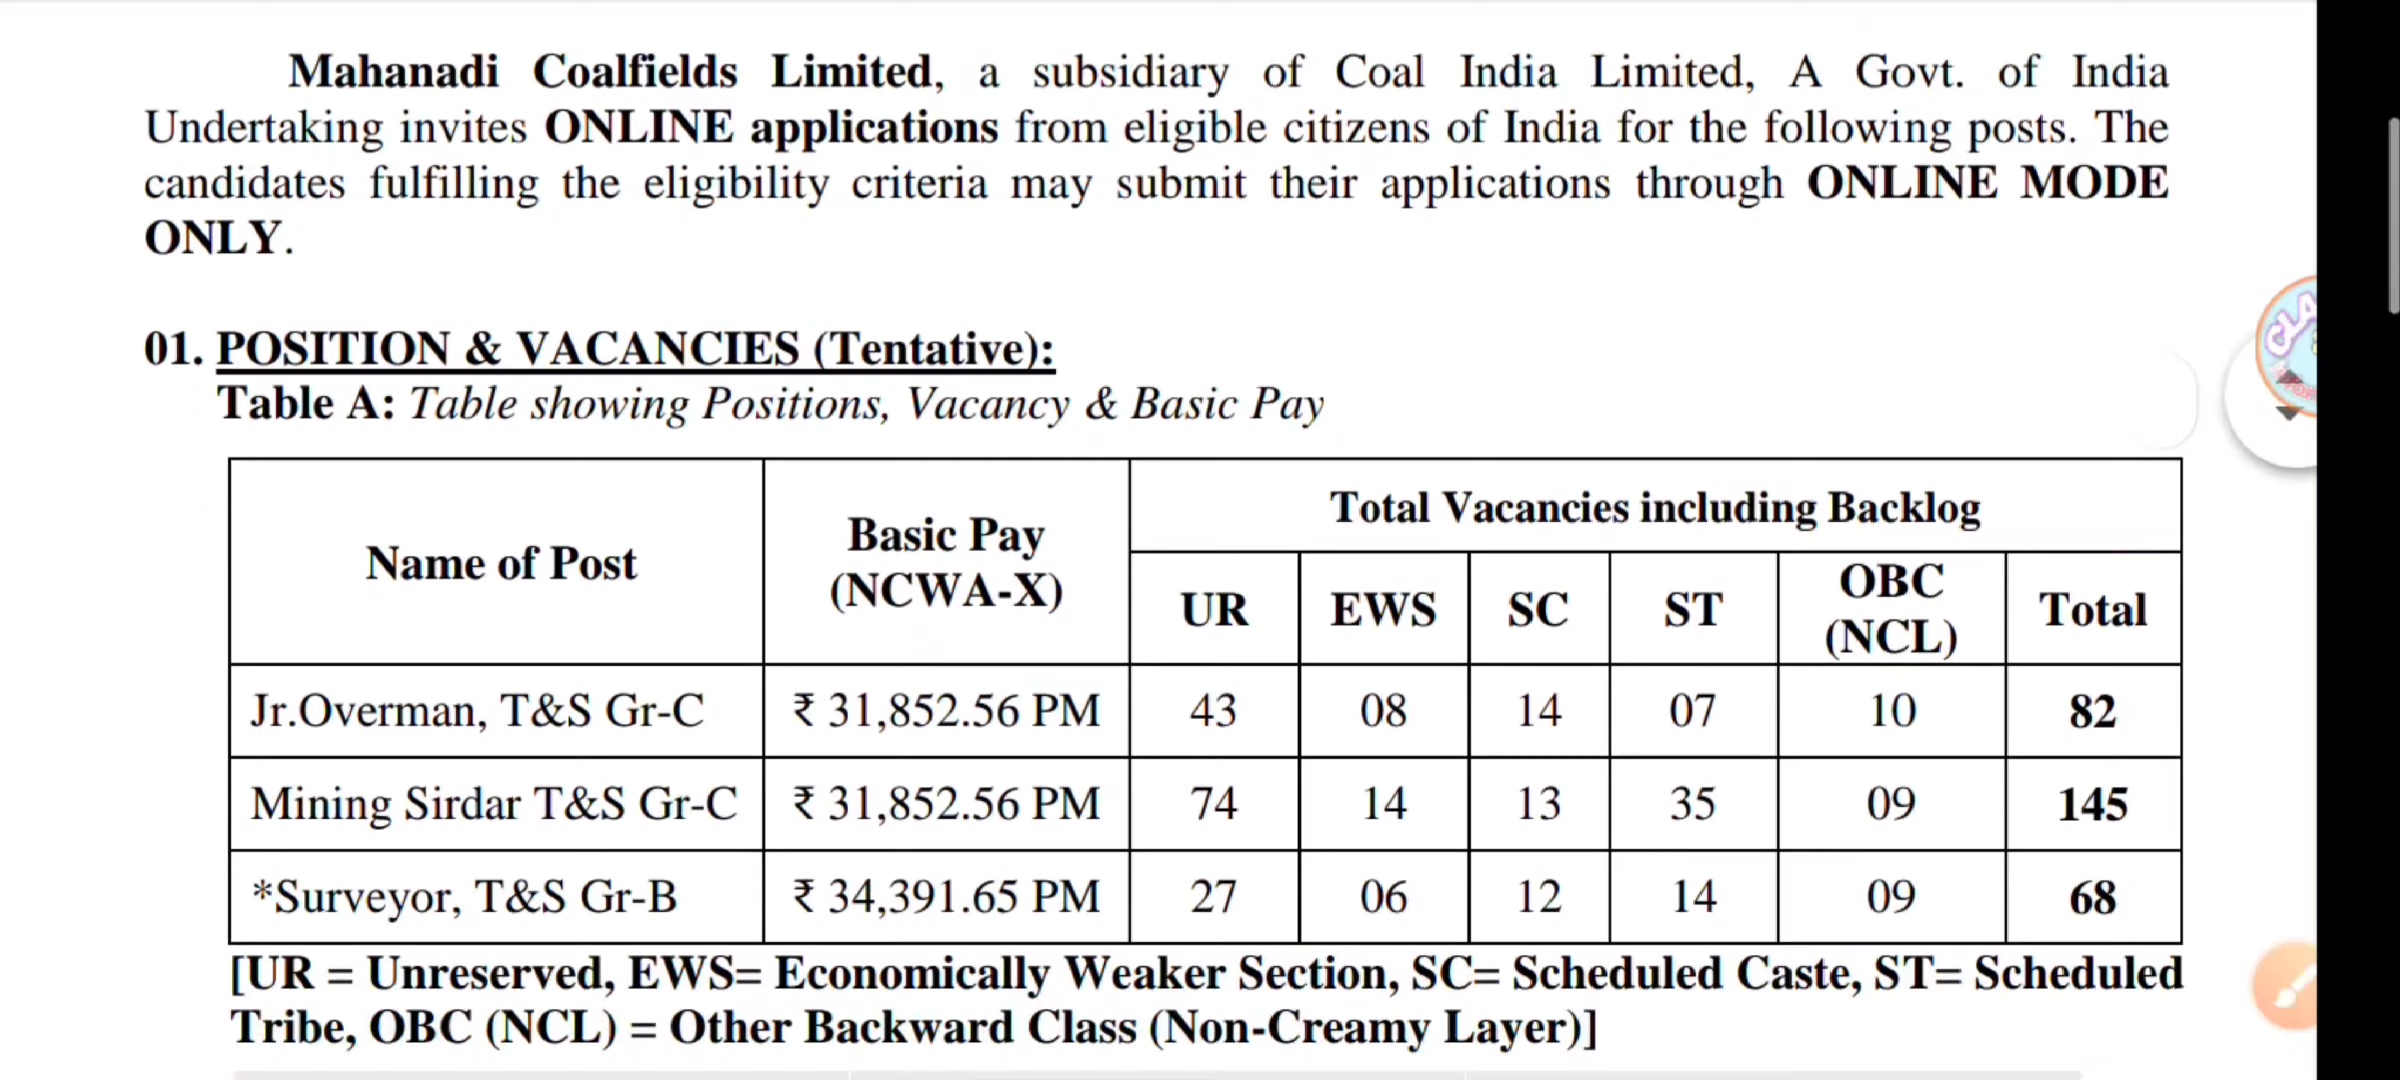 Mahanadi Coalfields Limited, a subsidiary of Coal India Limited, A Govt. of India
Undertaking invites ONLINE applications from eligible citizens of India for the following posts. The
candidates fulfilling the eligibility criteria may submit their applications through ONLINE MODE
ONLY.
01. POSITION & VACANCIES (Tentative):
Table A: Table showing Positions, Vacancy & Basic Pay
Name of Post
Basic Pay
(NCWA-X)
Total Vacancies including Backlog
UR EWS SC ST OBC (NCL) Total
Jr.Overman, T&S Gr-C ₹ 31,852.56 PM 43 08 14 07 10 82
Mining Sirdar T&S Gr-C ₹ 31,852.56 PM 74 14 13 35 09 145
*Surveyor, T&S Gr-B ₹ 34,391.65 PM 27 06 12 14 09 68
[UR = Unreserved, EWS= Economically Weaker Section, SC= Scheduled Caste, ST= Scheduled
Tribe, OBC (NCL) = Other Backward Class (Non-Creamy Layer)]